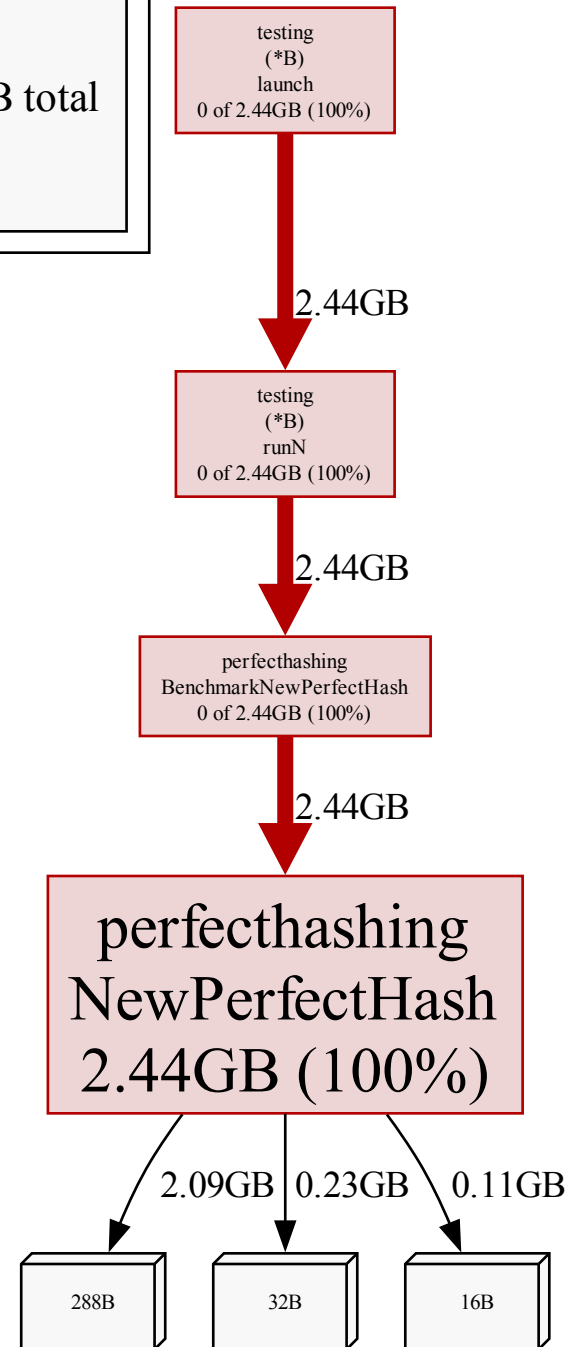 B total
testing
(*B)
launch
0 of 2.44GB (100%)
2.44GB
testing
(*B)
runN
0 of 2.44GB (100%)
2.44GB
perfecthashing
BenchmarkNewPerfectHash
0 of 2.44GB (100%)
2.44GB
perfecthashing
NewPerfectHash
2.44GB (100%)
2.09GB
0.23GB
0.11GB
288B
32B
16B